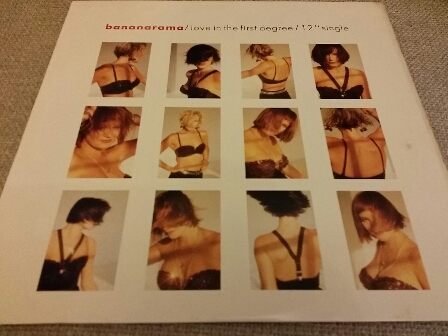 bananarama/love in the first degree/12" single